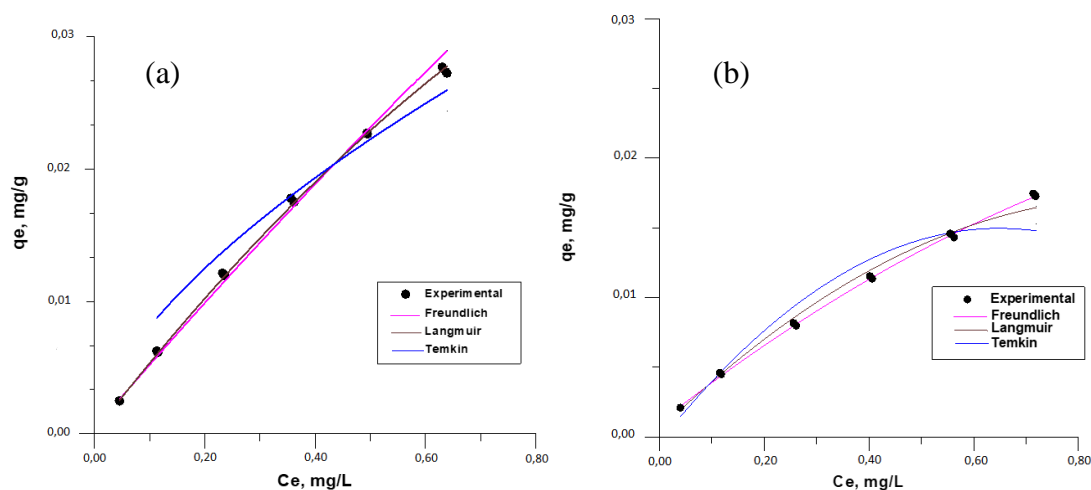 (a)
qe, mg/g
0,03
0,02
0,01
0,00
0,00 0,20 0,40 0,60 0,80
Ce, mg/L
Experimental
Freundlich
Langmuir
Temkin
(b)
qe, mg/g
0,03
0,02
0,01
0,00
0,00 0,20 0,40 0,60 0,80
Ce, mg/L
Experimental
Freundlich
Langmuir
Temkin